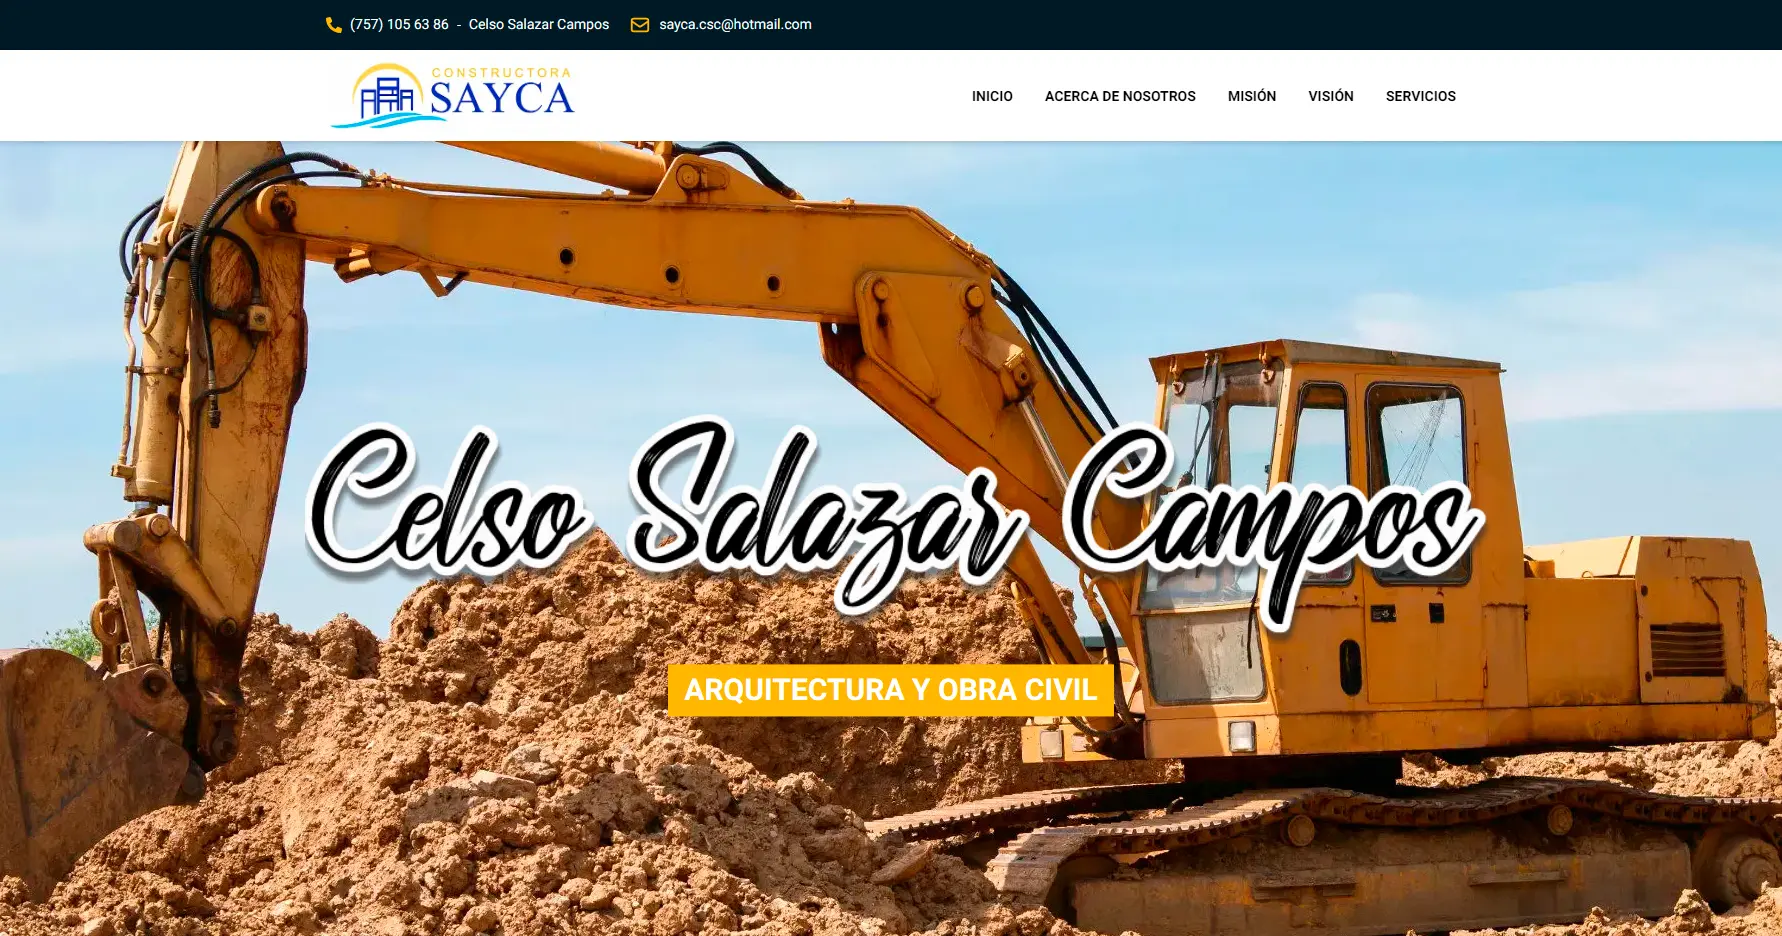 (757) 105 63 86 - Celso Salazar Campos sayca.csc@hotmail.com
CONSTRUCTORA
SAYCA
INICIO ACERCA DE NOSOTROS MISIÓN VISIÓN SERVICIOS
Celso Salazar Campos
ARQUITECTURA Y OBRA CIVIL